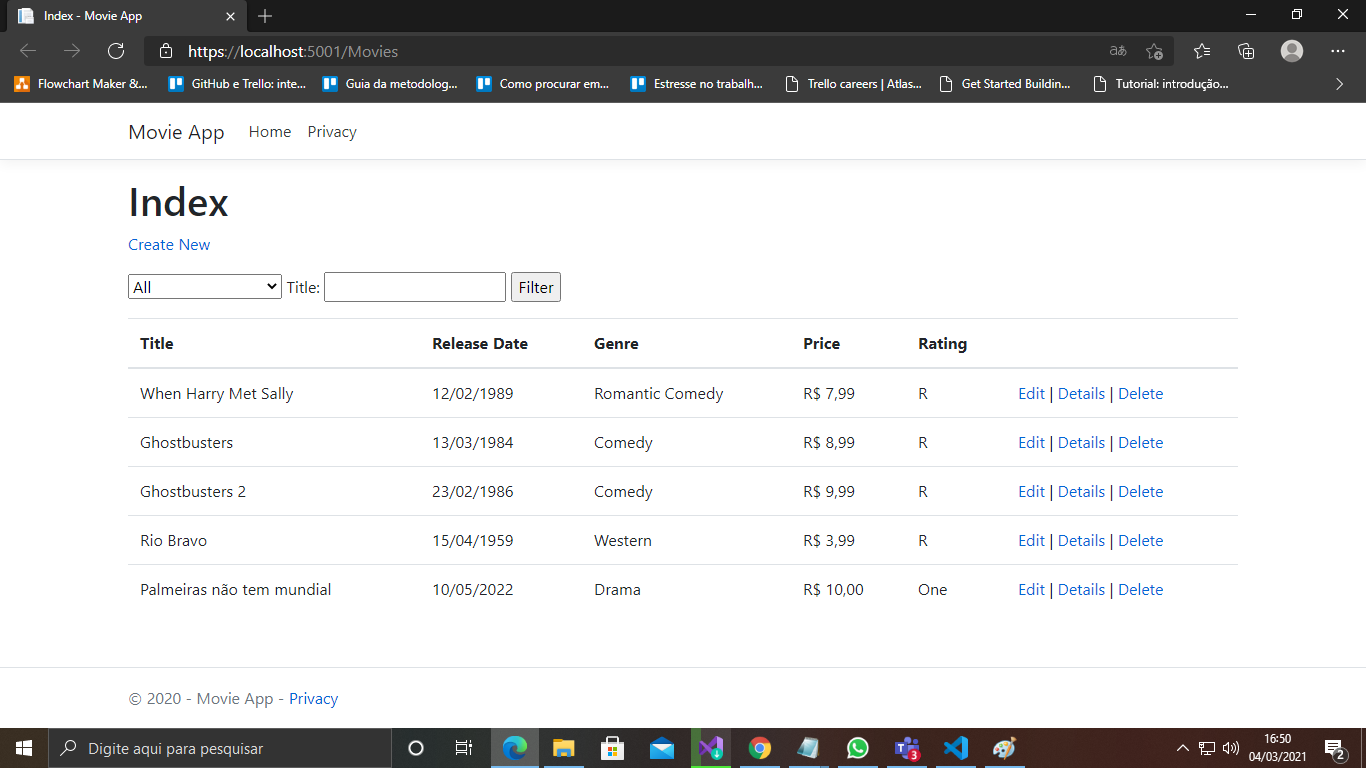 Index - Movie App
https://localhost:5001/Movies
Flowchart Maker &... GitHub e Trello: inte... Guia da metodolog... Como procurar em... Estresse no trabalh... Trello careers | Atlas... Get Started Buildin... Tutorial: introdução...
Movie App Home Privacy
Index
Create New
All Title: Filter
Title Release Date Genre Price Rating
When Harry Met Sally 12/02/1989 Romantic Comedy R$ 7,99 R Edit | Details | Delete
Ghostbusters 13/03/1984 Comedy R$ 8,99 R Edit | Details | Delete
Ghostbusters 2 23/02/1986 Comedy R$ 9,99 R Edit | Details | Delete
Rio Bravo 15/04/1959 Western R$ 3,99 R Edit | Details | Delete
Palmeiras não tem mundial 10/05/2022 Drama R$ 10,00 One Edit | Details | Delete
© 2020 - Movie App - Privacy
Digite aqui para pesquisar
3
16:50
04/03/2021
2